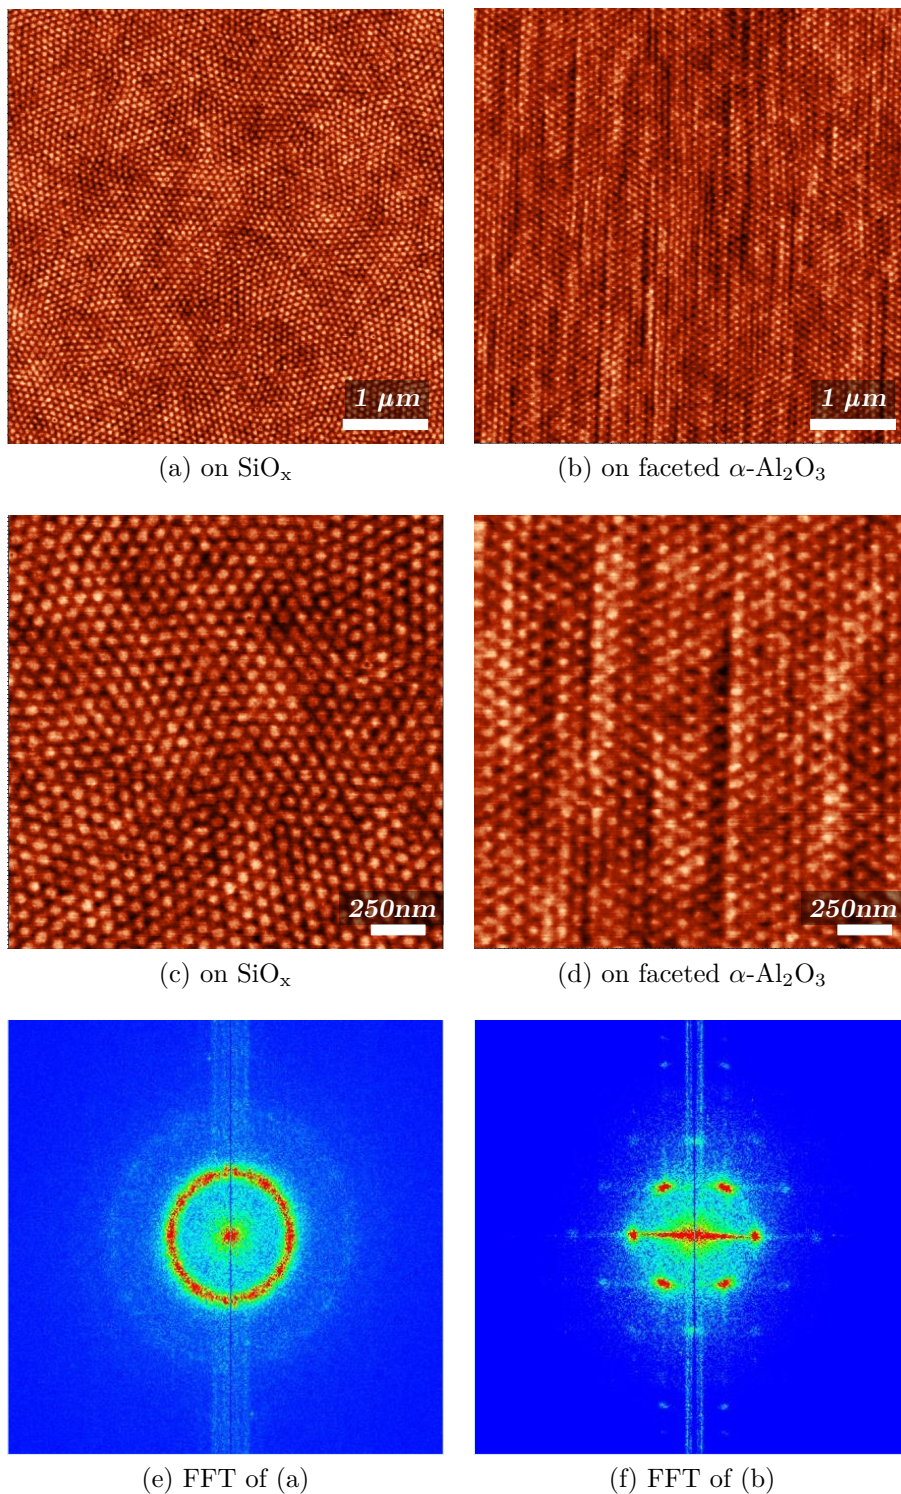 1 μm
1 μm
(a) on SiOₓ
(b) on faceted α-Al₂O₃
250nm
250nm
(c) on SiOₓ
(d) on faceted α-Al₂O₃
(e) FFT of (a)
(f) FFT of (b)